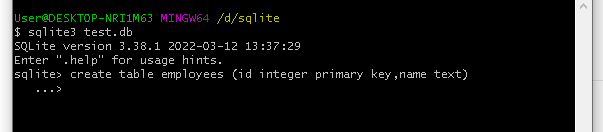 User@DESKTOP-NRI1M63 MINGW64 /d/sqlite
$ sqlite3 test.db
SQLite version 3.38.1 2022-03-12 13:37:29
Enter ".help" for usage hints.
sqlite> create table employees (id integer primary key,name text)
   ...>